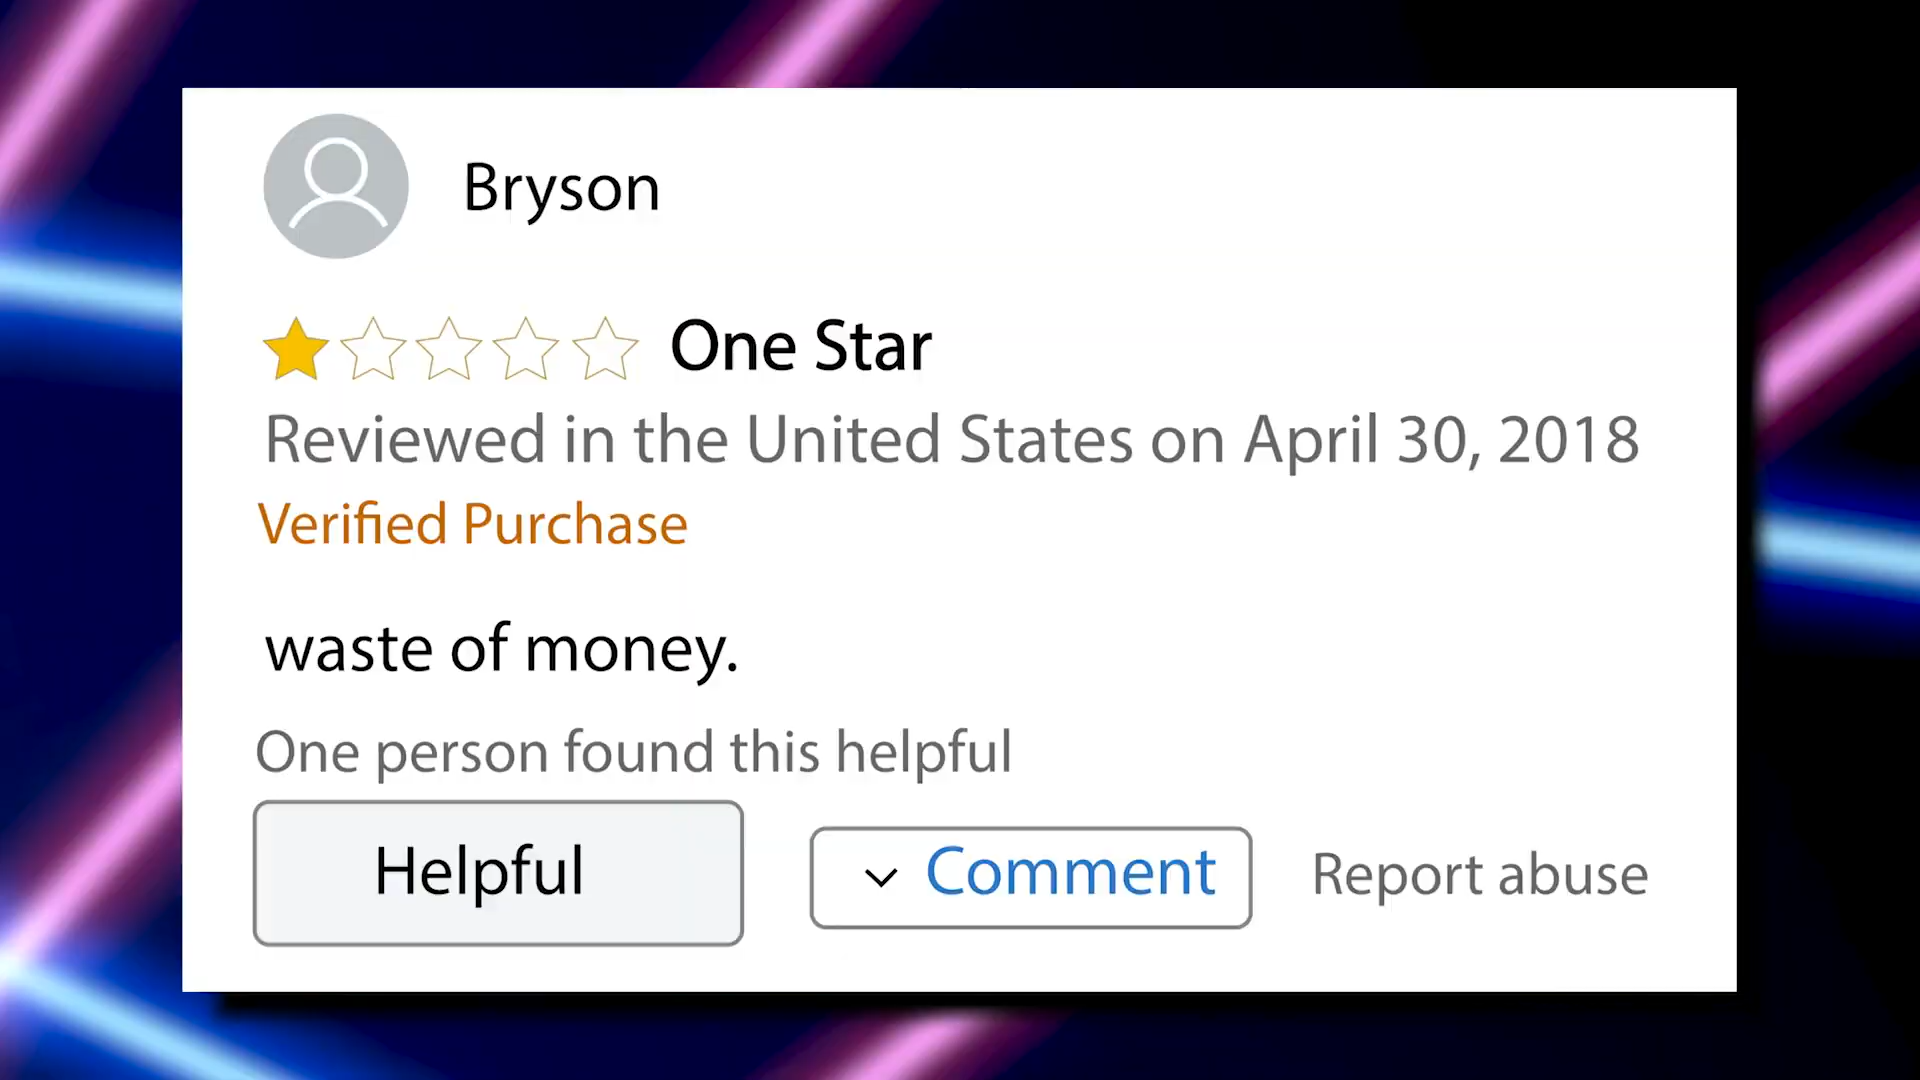 Bryson
One Star
Reviewed in the United States on April 30, 2018
Verified Purchase
waste of money.
One person found this helpful
Helpful
Comment
Report abuse